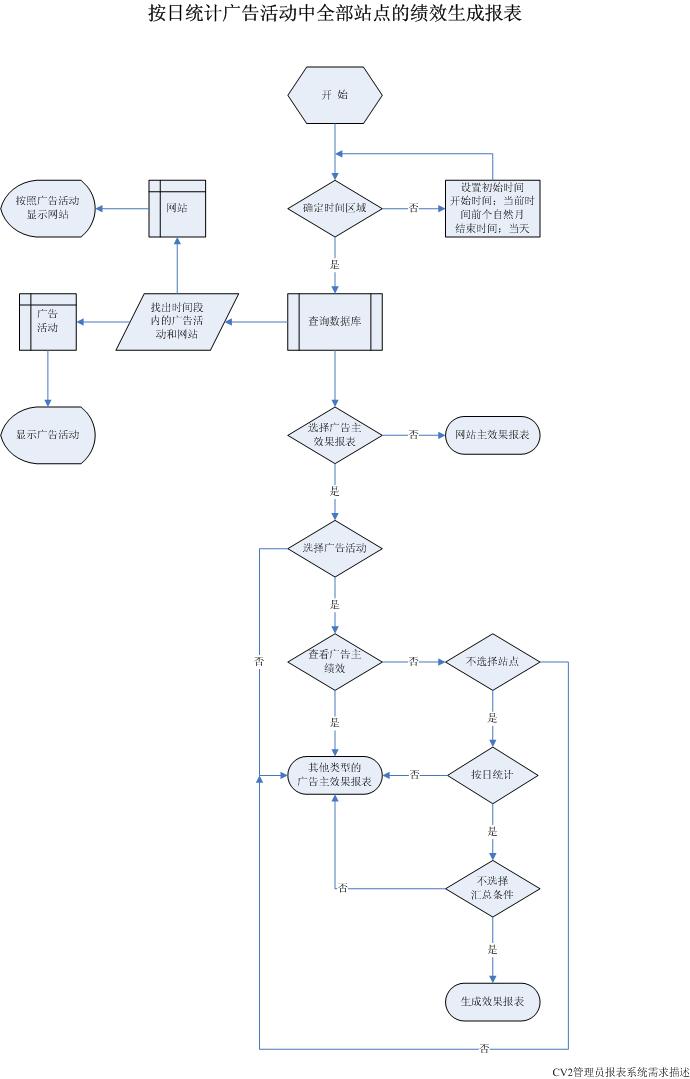 按日统计广告活动中全部站点的绩效生成报表
开 始
按照广告活动
显示网站
网站
确定时间区域
否
设置初始时间
开始时间：当前时
间前个自然月
结束时间：当天
是
广告
活动
找出时间段
内的广告活
动和网站
查询数据库
显示广告活动
选择广告主
效果报表
否
网站主效果报表
是
选择广告活动
是
否
查看广告主
绩效
否
不选择站点
是
是
其他类型的
广告主效果报表
否
按日统计
是
否
不选择
汇总条件
是
生成效果报表
否
CV2管理员报表系统需求描述